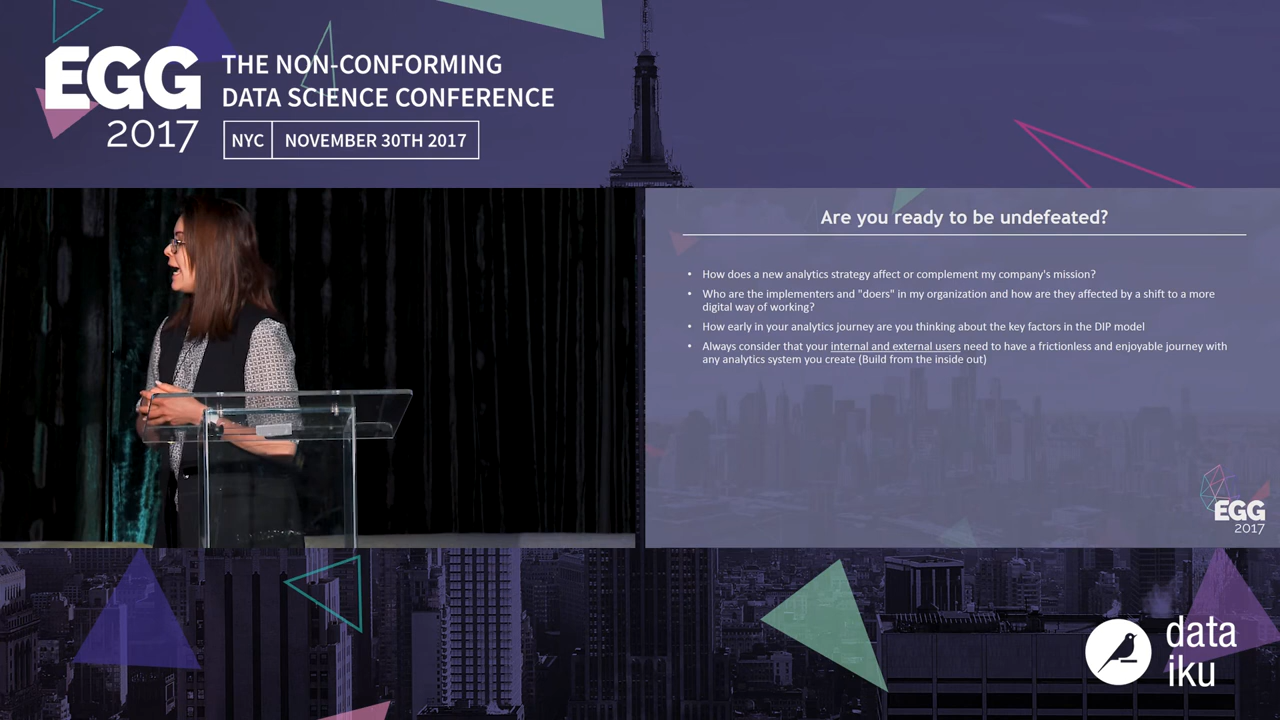 EGG
2017
THE NON-CONFORMING
DATA SCIENCE CONFERENCE
NYC
NOVEMBER 30TH 2017
Are you ready to be undefeated?
• How does a new analytics strategy affect or complement my company's mission?
• Who are the implementers and "doers" in my organization and how are they affected by a shift to a more
digital way of working?
• How early in your analytics journey are you thinking about the key factors in the DIP model
• Always consider that your internal and external users need to have a frictionless and enjoyable journey with
any analytics system you create (Build from the inside out)
EGG
2017
data
iku